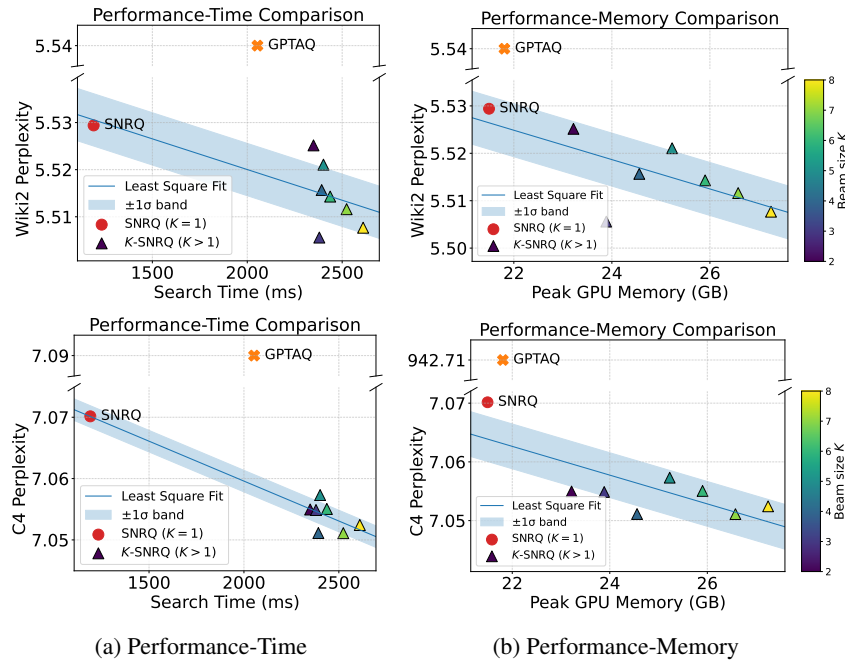 Performance-Time Comparison
5.54
GPTAQ
5.53
SNRQ
5.52
5.51
Wiki2 Perplexity
Least Square Fit
±1σ band
SNRQ (K = 1)
K-SNRQ (K > 1)
1500
2000
2500
Search Time (ms)
Performance-Memory Comparison
5.54
GPTAQ
5.53
SNRQ
5.52
5.51
5.50
Wiki2 Perplexity
Least Square Fit
±1σ band
SNRQ (K = 1)
K-SNRQ (K > 1)
22
24
26
Peak GPU Memory (GB)
8
7
6
5
4
3
2
Beam size K
Performance-Time Comparison
7.09
GPTAQ
7.07
SNRQ
7.06
7.05
C4 Perplexity
Least Square Fit
±1σ band
SNRQ (K = 1)
K-SNRQ (K > 1)
1500
2000
2500
Search Time (ms)
Performance-Memory Comparison
942.71
GPTAQ
7.07
SNRQ
7.06
7.05
C4 Perplexity
Least Square Fit
±1σ band
SNRQ (K = 1)
K-SNRQ (K > 1)
22
24
26
Peak GPU Memory (GB)
8
7
6
5
4
3
2
Beam size K
(a) Performance-Time
(b) Performance-Memory